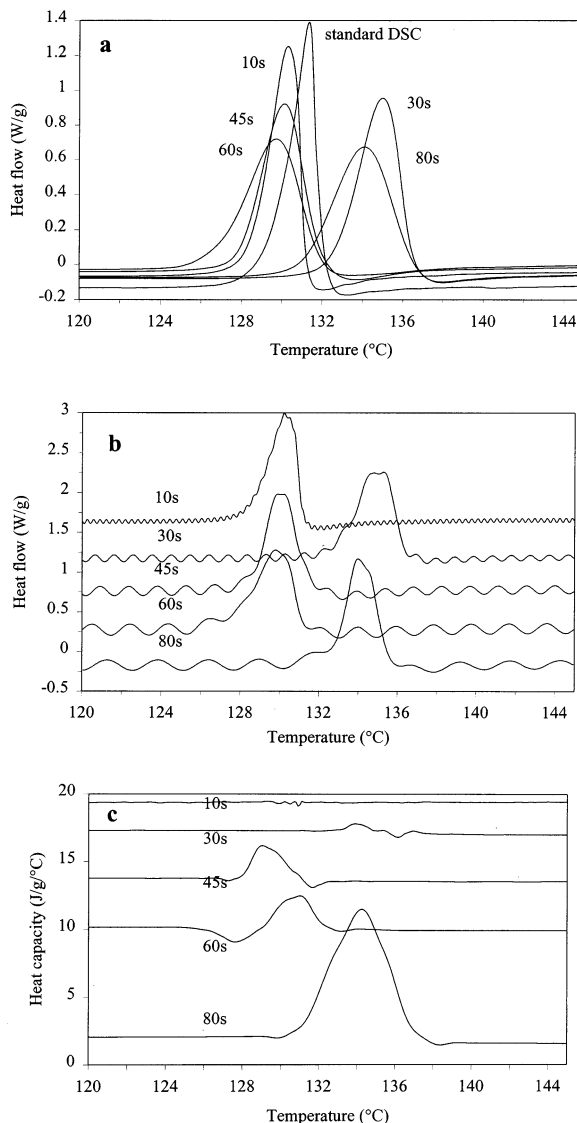 1.4
a
standard DSC
1.2
10s
1
30s
0.8
45s
60s
80s
0.6
0.4
0.2
0
-0.2
Heat flow (W/g)
120 124 128 132 136 140 144
Temperature (°C)
3
b
2.5
2
10s
1.5
30s
1
45s
0.5
60s
0
80s
-0.5
Heat flow (W/g)
120 124 128 132 136 140 144
Temperature (°C)
20
c
10s
30s
15
45s
10
60s
5
80s
0
Heat capacity (J/g/°C)
120 124 128 132 136 140 144
Temperature (°C)